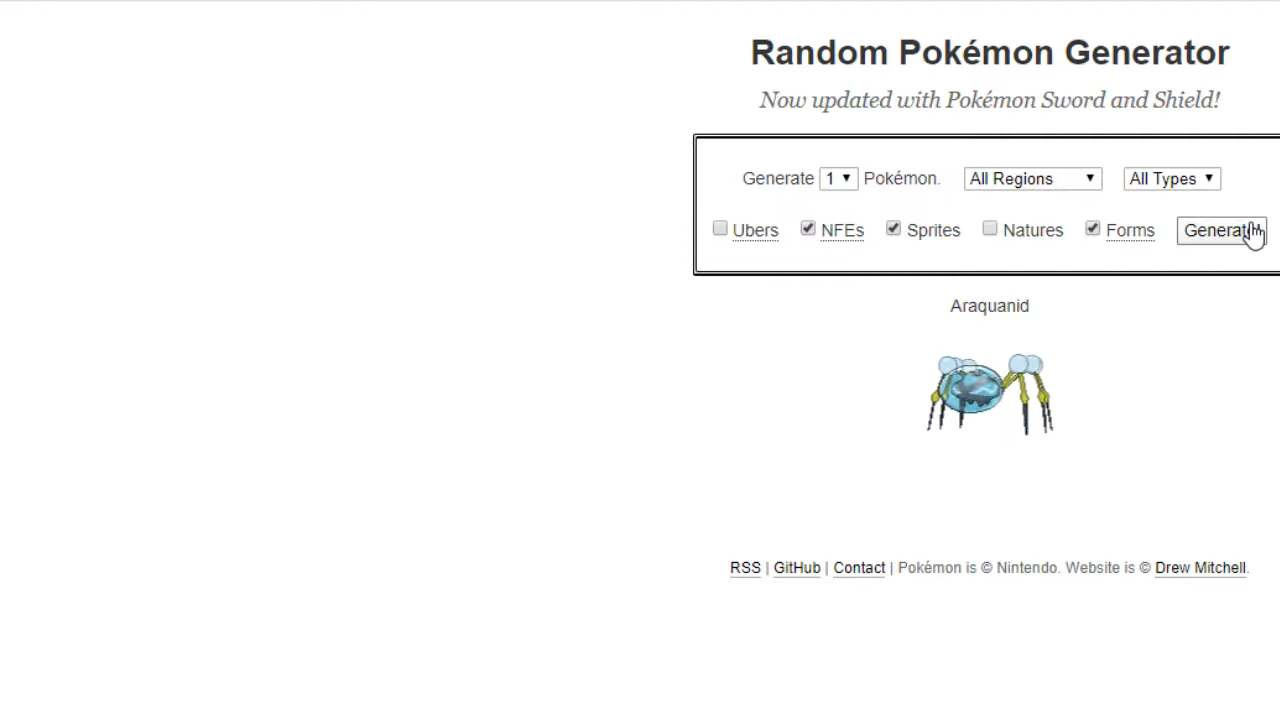 Random Pokémon Generator
Now updated with Pokémon Sword and Shield!
Generate 1 Pokémon. All Regions All Types
Ubers NFEs Sprites Natures Forms Generate
Araquanid
RSS | GitHub | Contact | Pokémon is © Nintendo. Website is © Drew Mitchell.